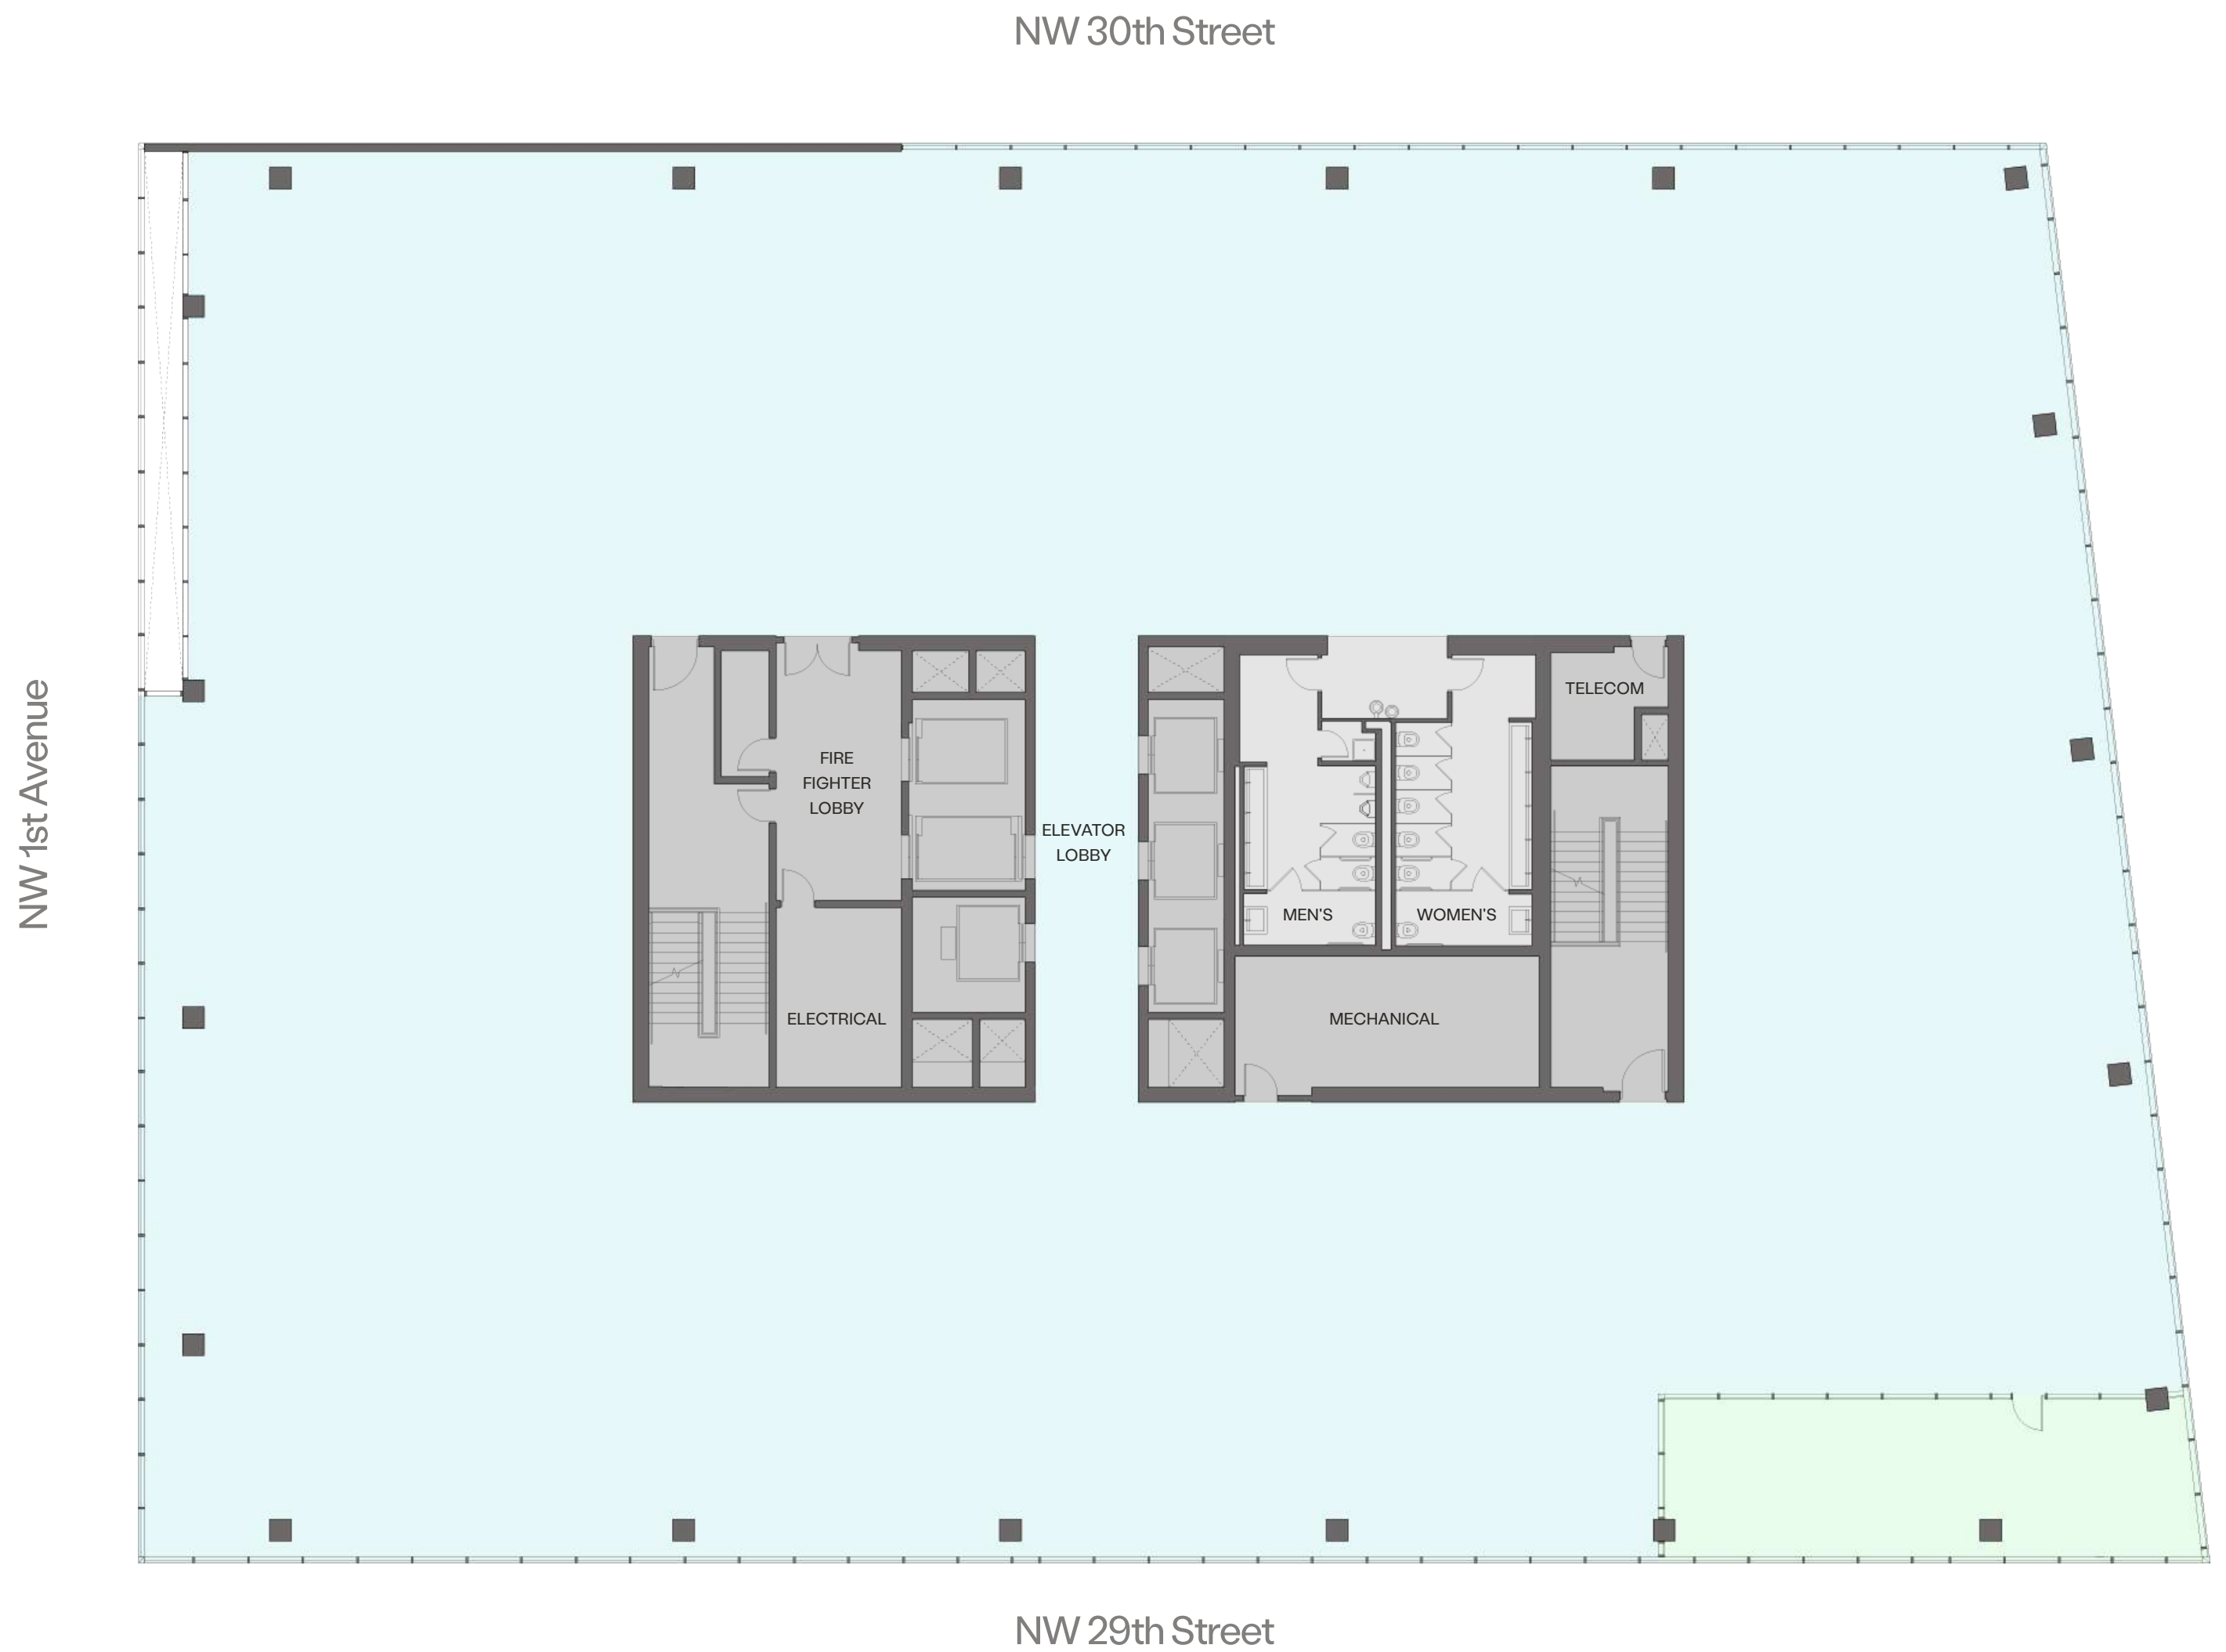 NW 30th Street
NW 1st Avenue
TELECOM
FIRE
FIGHTER
LOBBY
ELEVATOR
LOBBY
MEN'S
WOMEN'S
ELECTRICAL
MECHANICAL
NW 29th Street